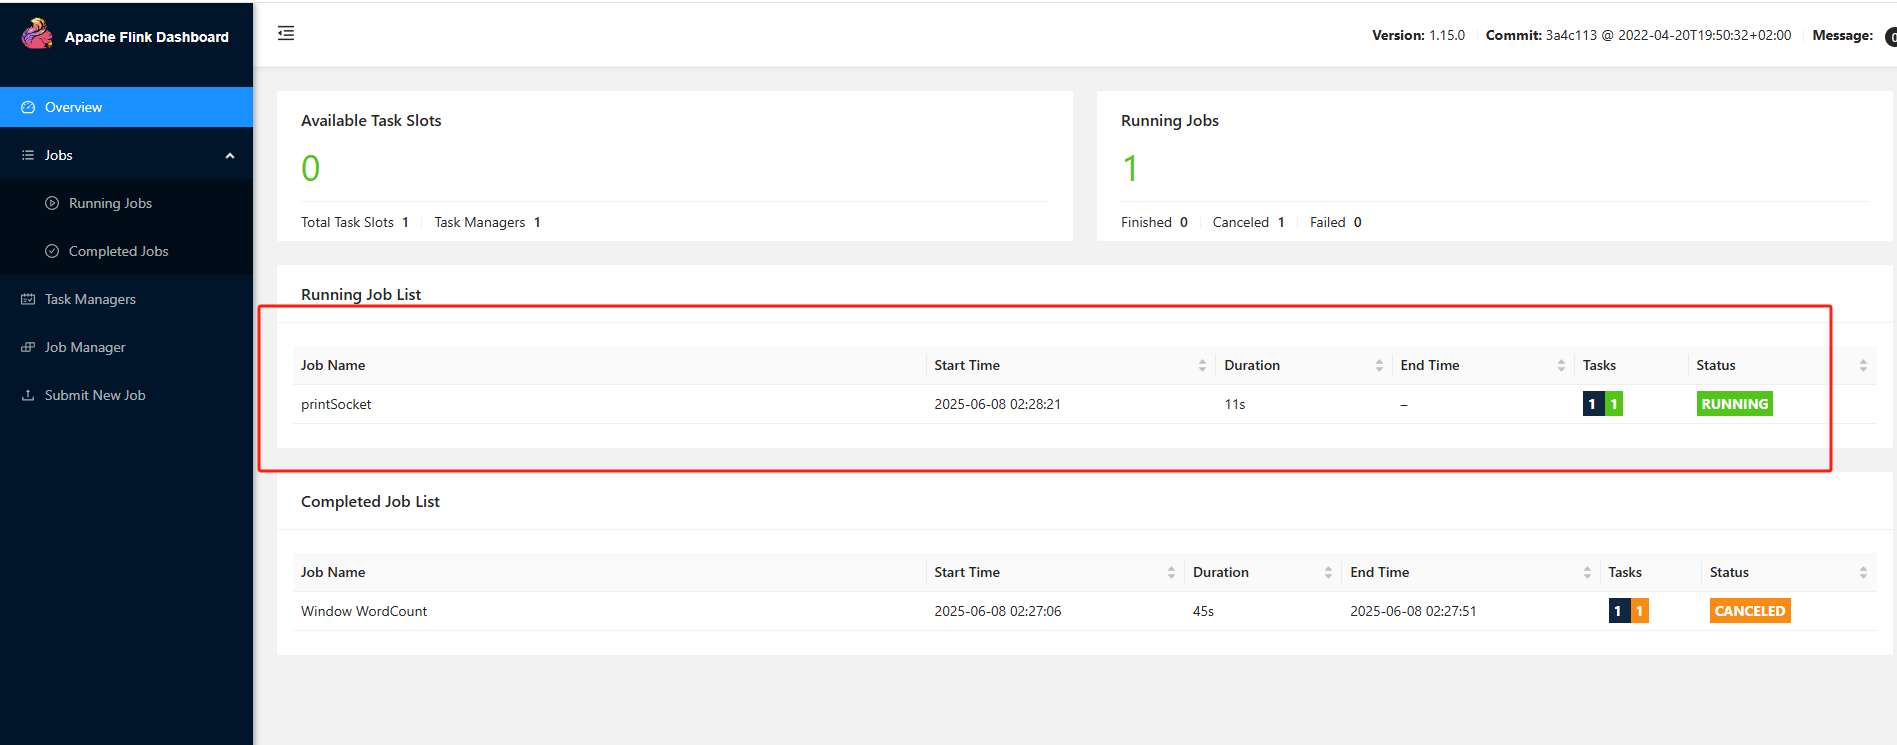 Apache Flink Dashboard
Version: 1.15.0 Commit: 3a4c113 @ 2022-04-20T19:50:32+02:00 Message: 0
Overview
Jobs
Running Jobs
Completed Jobs
Task Managers
Job Manager
Submit New Job
Available Task Slots
0
Total Task Slots 1 Task Managers 1
Running Jobs
1
Finished 0 Canceled 1 Failed 0
Running Job List
Job Name Start Time Duration End Time Tasks Status
printSocket 2025-06-08 02:28:21 11s – 1 1 RUNNING
Completed Job List
Job Name Start Time Duration End Time Tasks Status
Window WordCount 2025-06-08 02:27:06 45s 2025-06-08 02:27:51 1 1 CANCELED